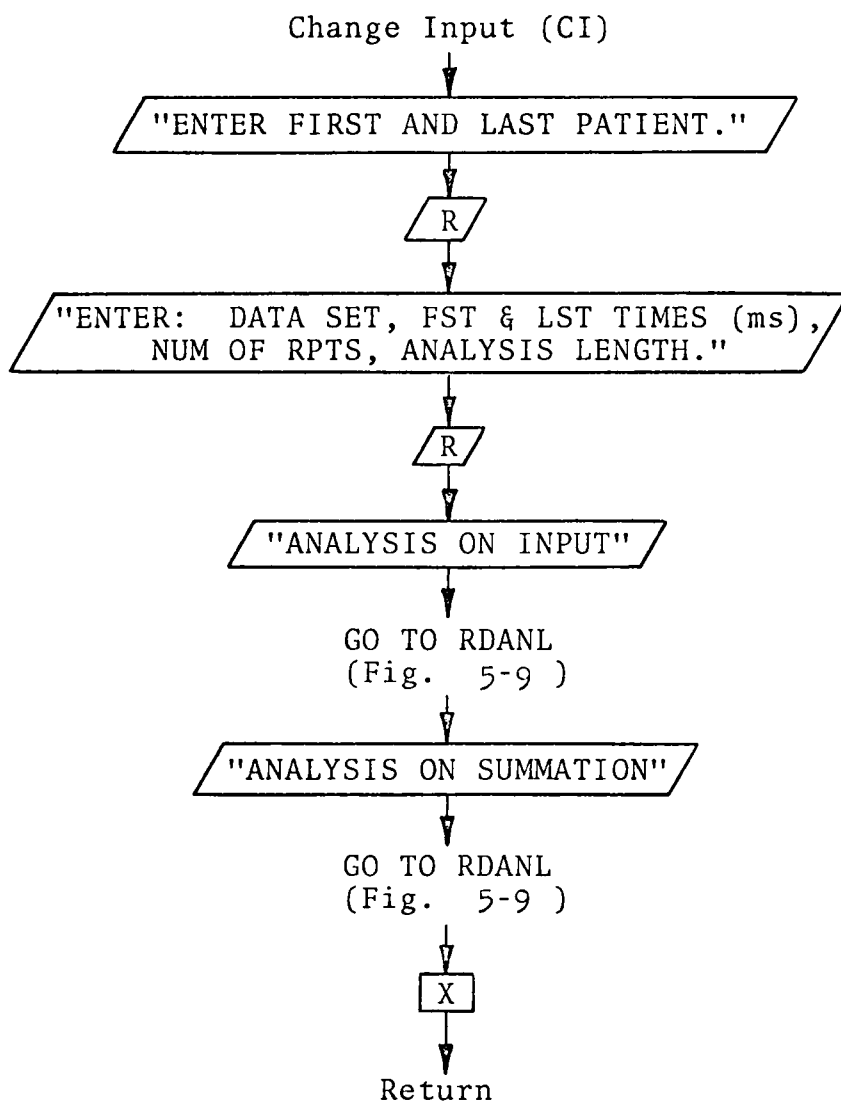 Change Input (CI)
"ENTER FIRST AND LAST PATIENT."
R
"ENTER: DATA SET, FST & LST TIMES (ms),
NUM OF RPTS, ANALYSIS LENGTH."
R
"ANALYSIS ON INPUT"
GO TO RDANL
(Fig. 5-9 )
"ANALYSIS ON SUMMATION"
GO TO RDANL
(Fig. 5-9 )
X
Return